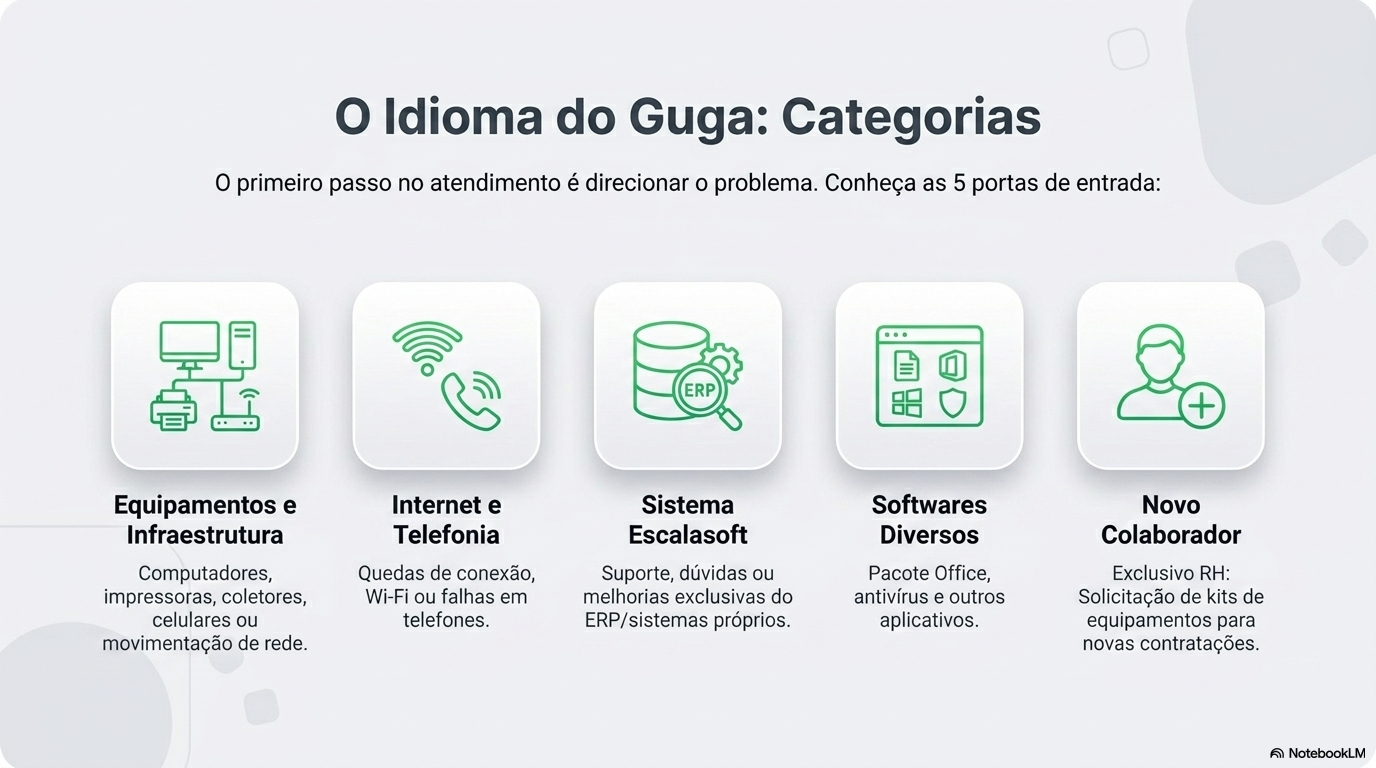 O Idioma do Guga: Categorias
O primeiro passo no atendimento é direcionar o problema. Conheça as 5 portas de entrada:
ERP
Equipamentos e
Infraestrutura
Computadores,
impressoras, coletores,
celulares ou
movimentação de rede.
Internet e
Telefonia
Quedas de conexão,
Wi-Fi ou falhas em
telefones.
Sistema
Escalasoft
Suporte, dúvidas ou
melhorias exclusivas do
ERP/sistemas próprios.
Softwares
Diversos
Pacote Office,
antivírus e outros
aplicativos.
Novo
Colaborador
Exclusivo RH:
Solicitação de kits de
equipamentos para
novas contratações.
NotebookLM